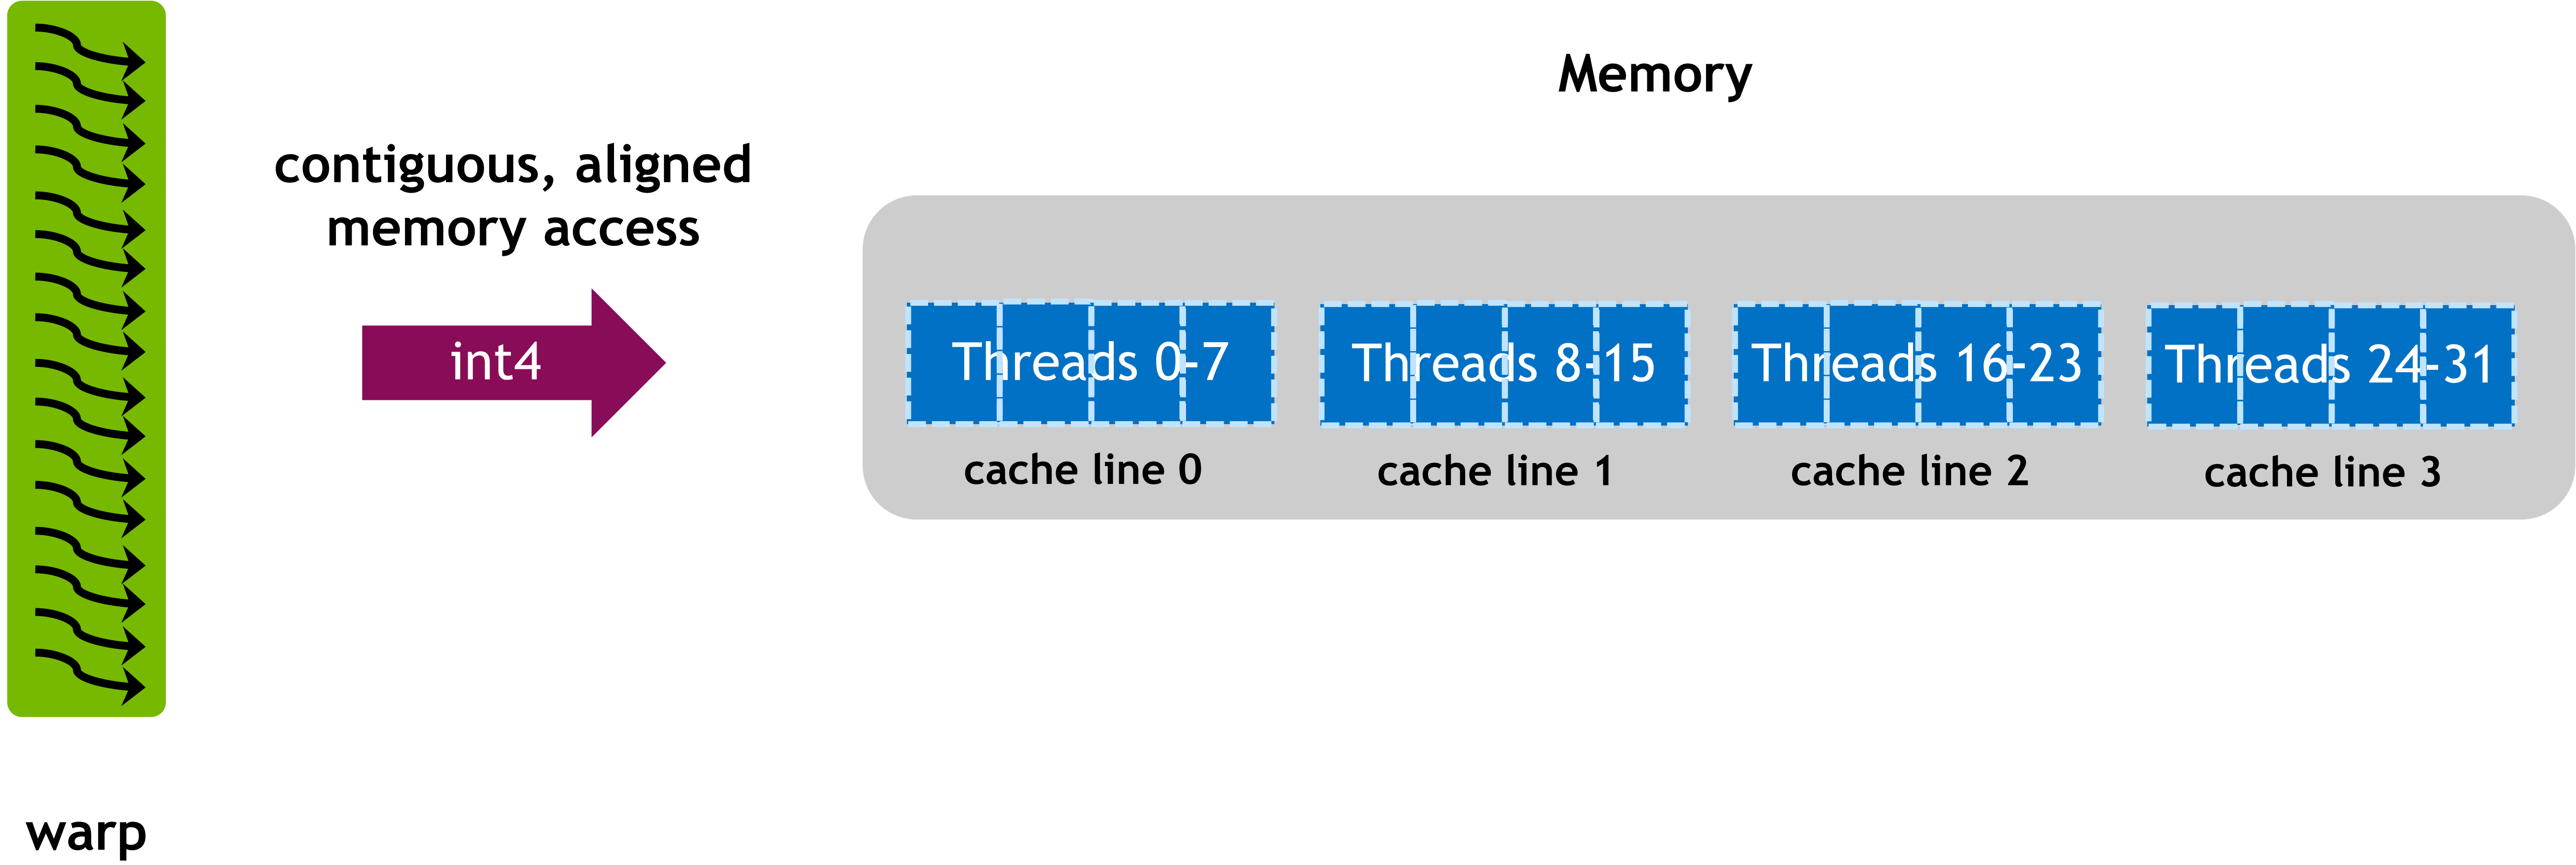 Memory
contiguous, aligned
memory access
int4
Threads 0-7
Threads 8-15
Threads 16-23
Threads 24-31
cache line 0
cache line 1
cache line 2
cache line 3
warp